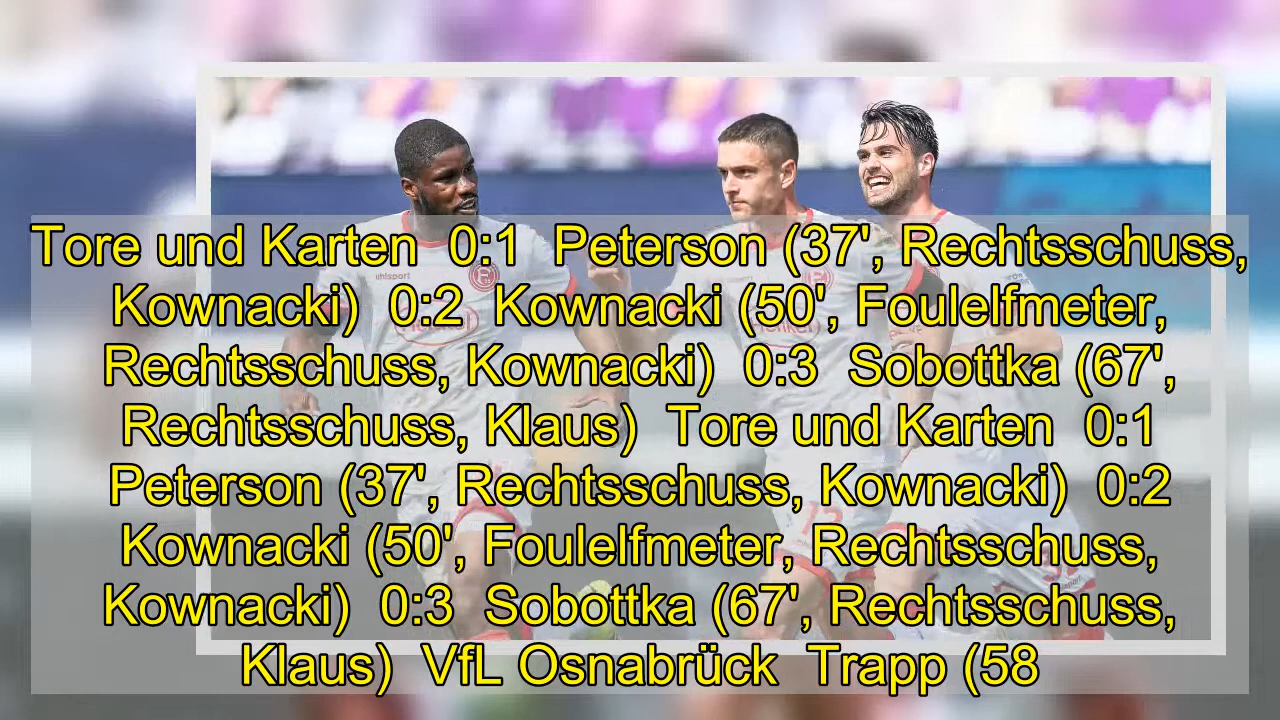 Tore und Karten 0:1 Peterson (37', Rechtsschuss,
Kownacki) 0:2 Kownacki (50', Foulelfmeter,
Rechtsschuss, Kownacki) 0:3 Sobottka (67',
Rechtsschuss, Klaus) Tore und Karten 0:1
Peterson (37', Rechtsschuss, Kownacki) 0:2
Kownacki (50', Foulelfmeter, Rechtsschuss,
Kownacki) 0:3 Sobottka (67', Rechtsschuss,
Klaus) VfL Osnabrück Trapp (58
uhlsport